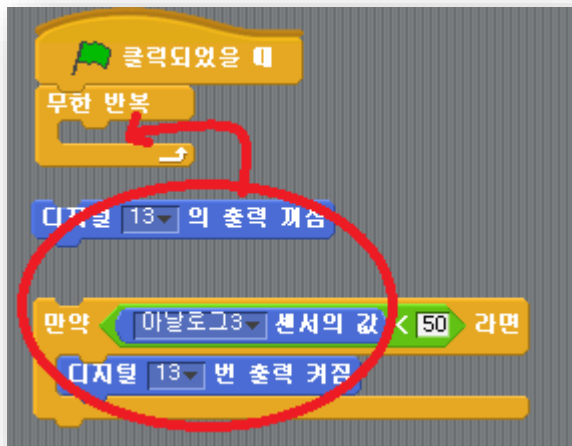 클릭되었을 때
무한 반복
디지털 13 의 출력 꺼짐
만약 아날로그3 센서의 값 < 50 라면
디지털 13 번 출력 켜짐